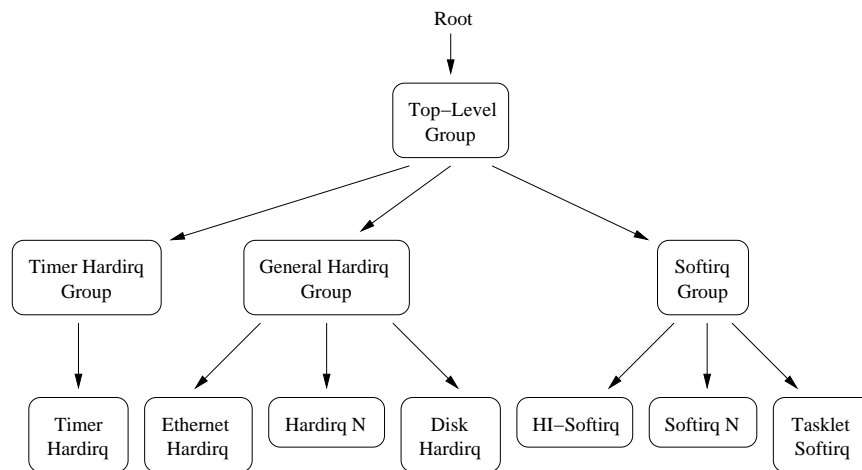 Root
Top−Level
Group
Timer Hardirq
Group
General Hardirq
Group
Softirq
Group
Timer
Hardirq
Ethernet
Hardirq
Hardirq N
Disk
Hardirq
HI−Softirq
Softirq N
Tasklet
Softirq